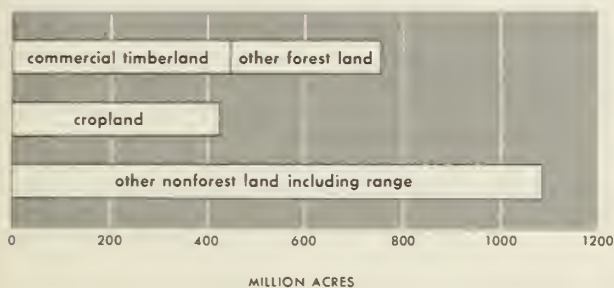 commercial timberland other forest land
cropland
other nonforest land including range
0 200 400 600 800 1000 1200
MILLION ACRES